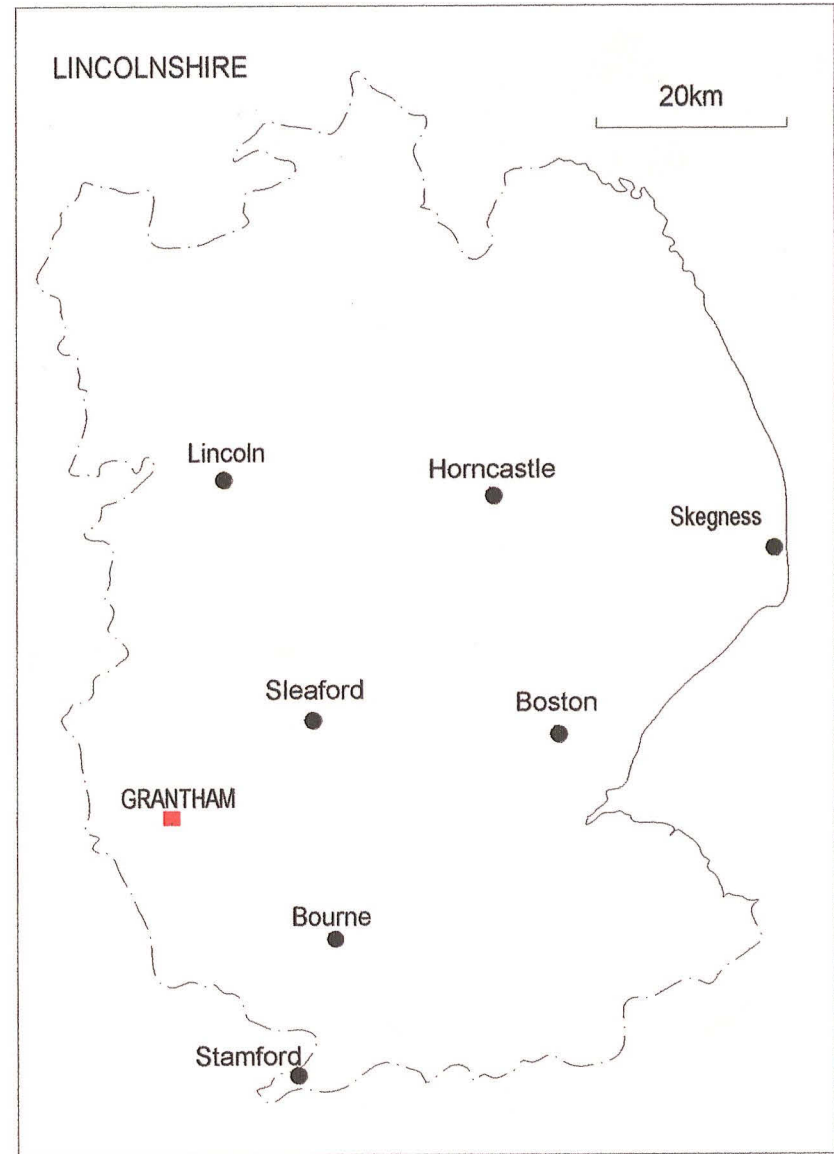 LINCOLNSHIRE
20km
Lincoln
Horncastle
Skegness
Sleaford
Boston
GRANTHAM
Bourne
Stamford